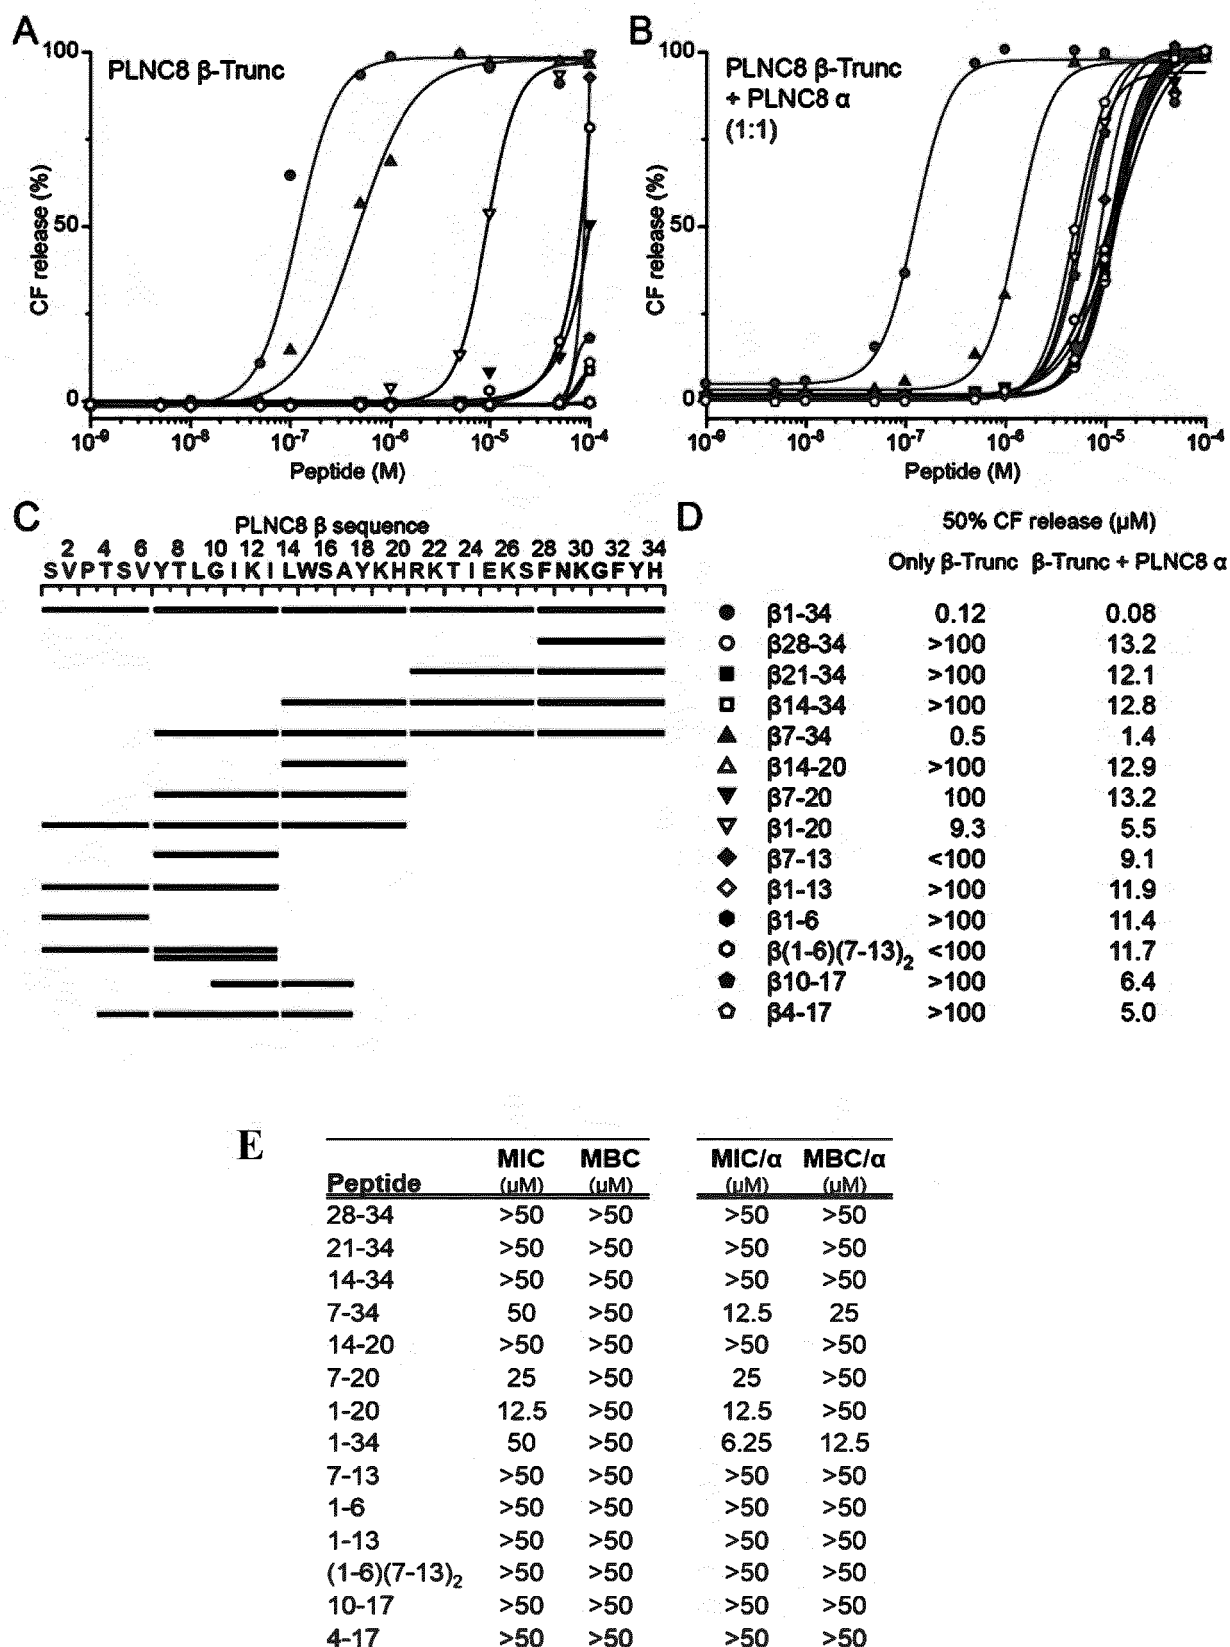 A
100
PLNC8 β-Trunc
CF release (%)
50
0
10-9 10-8 10-7 10-6 10-5 10-4
Peptide (M)
B
100
PLNC8 β-Trunc
+ PLNC8 α
(1:1)
CF release (%)
50
0
10-9 10-8 10-7 10-6 10-5 10-4
Peptide (M)
C
PLNC8 β sequence
2 4 6 8 10 12 14 16 18 20 22 24 26 28 30 32 34
SVPTSVYTLGIKILWSAYKHRKTIEKSFNKGFYH
D
50% CF release (µM)
Only β-Trunc β-Trunc + PLNC8 α
β1-34 0.12 0.08
β28-34 >100 13.2
β21-34 >100 12.1
β14-34 >100 12.8
β7-34 0.5 1.4
β14-20 >100 12.9
β7-20 100 13.2
β1-20 9.3 5.5
β7-13 <100 9.1
β1-13 >100 11.9
β1-6 >100 11.4
β(1-6)(7-13)2 <100 11.7
β10-17 >100 6.4
β4-17 >100 5.0
E
MIC MBC MIC/α MBC/α
Peptide (µM) (µM) (µM) (µM)
28-34 >50 >50 >50 >50
21-34 >50 >50 >50 >50
14-34 >50 >50 >50 >50
7-34 50 >50 12.5 25
14-20 >50 >50 >50 >50
7-20 25 >50 25 >50
1-20 12.5 >50 12.5 >50
1-34 50 >50 6.25 12.5
7-13 >50 >50 >50 >50
1-6 >50 >50 >50 >50
1-13 >50 >50 >50 >50
(1-6)(7-13)2 >50 >50 >50 >50
10-17 >50 >50 >50 >50
4-17 >50 >50 >50 >50